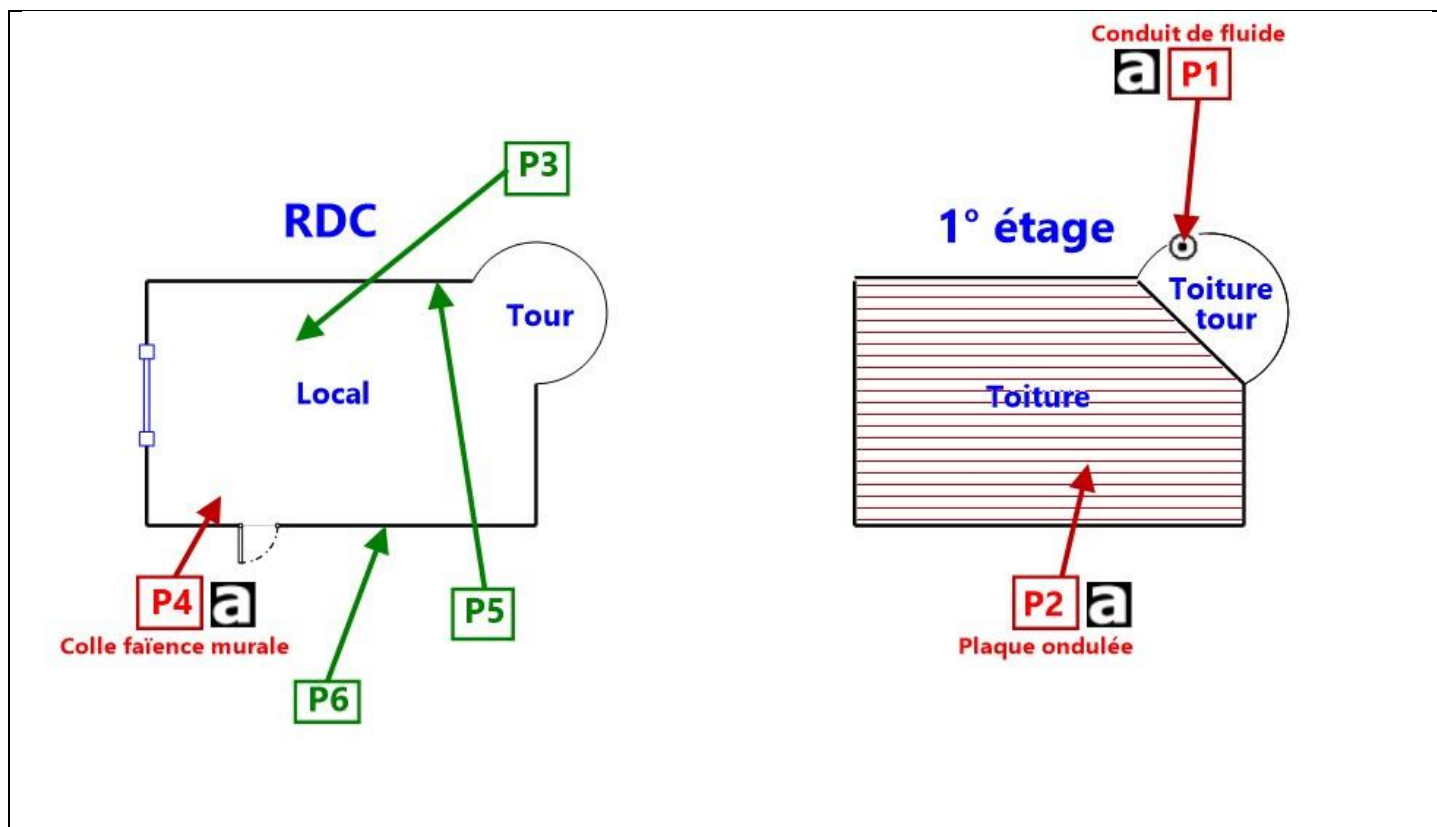 Conduit de fluide
a P1
P3
RDC
1° étage
Tour
Toiture
tour
Local
Toiture
P4 a
Colle faïence murale
P5
P2 a
Plaque ondulée
P6